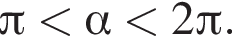 π < α < 2π.